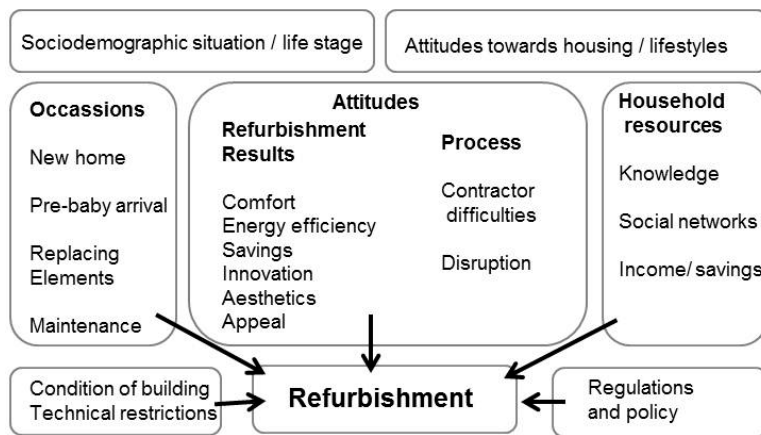 Sociodemographic situation / life stage
Attitudes towards housing / lifestyles
Occassions
New home
Pre-baby arrival
Replacing
Elements
Maintenance
Attitudes
Refurbishment
Results
Comfort
Energy efficiency
Savings
Innovation
Aesthetics
Appeal
Process
Contractor
difficulties
Disruption
Household
resources
Knowledge
Social networks
Income/ savings
Condition of building
Technical restrictions
Refurbishment
Regulations
and policy